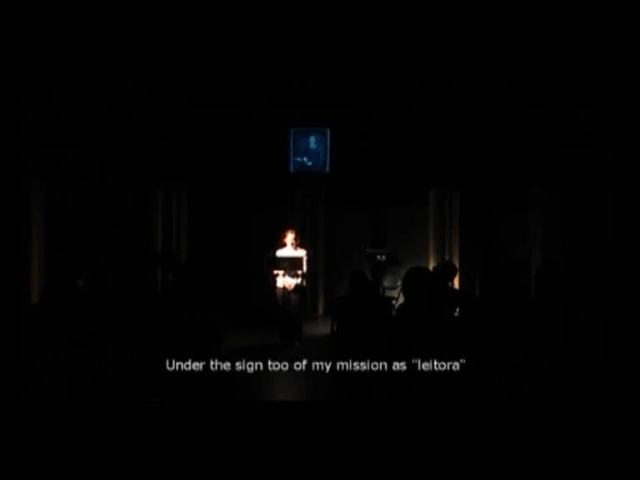 Under the sign too of my mission as "leitora"